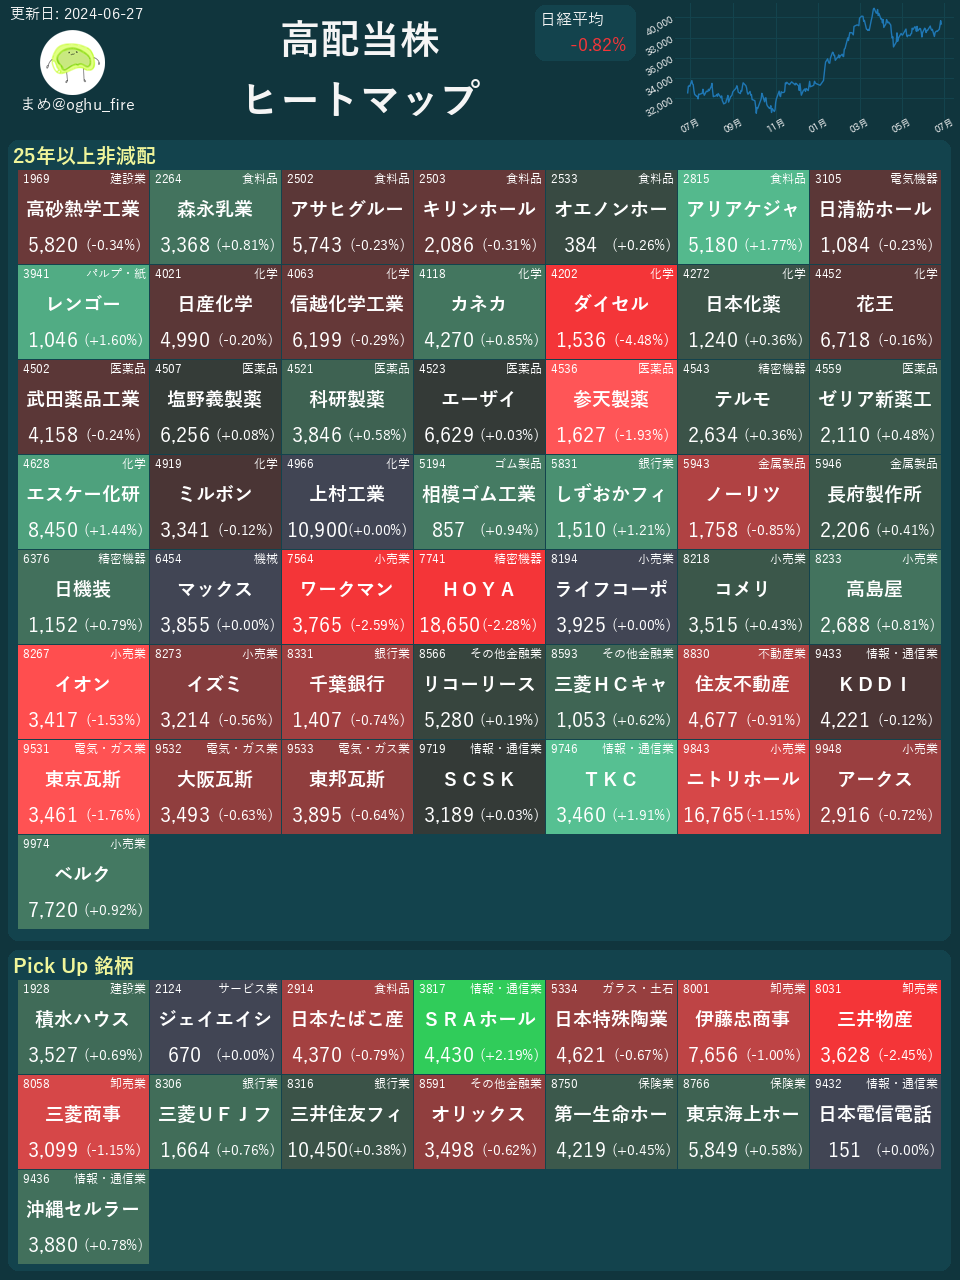 更新日: 2024-06-27
まめ@oghu_fire
高配当株
ヒートマップ
日経平均
-0.82%
40,000
38,000
36,000
34,000
32,000
07月 09月 11月 01月 03月 05月 07月
25年以上非減配
1969 建設業
高砂熱学工業
5,820 (-0.34%)
2264 食料品
森永乳業
3,368 (+0.81%)
2502 食料品
アサヒグルー
5,743 (-0.23%)
2503 食料品
キリンホール
2,086 (-0.31%)
2533 食料品
オエノンホー
384 (+0.26%)
2815 食料品
アリアケジャ
5,180 (+1.77%)
3105 電気機器
日清紡ホール
1,084 (-0.23%)
3941 パルプ・紙
レンゴー
1,046 (+1.60%)
4021 化学
日産化学
4,990 (-0.20%)
4063 化学
信越化学工業
6,199 (-0.29%)
4118 化学
カネカ
4,270 (+0.85%)
4202 化学
ダイセル
1,536 (-4.48%)
4272 化学
日本化薬
1,240 (+0.36%)
4452 化学
花王
6,718 (-0.16%)
4502 医薬品
武田薬品工業
4,158 (-0.24%)
4507 医薬品
塩野義製薬
6,256 (+0.08%)
4521 医薬品
科研製薬
3,846 (+0.58%)
4523 医薬品
エーザイ
6,629 (+0.03%)
4536 医薬品
参天製薬
1,627 (-1.93%)
4543 精密機器
テルモ
2,634 (+0.36%)
4559 医薬品
ゼリア新薬工
2,110 (+0.48%)
4628 化学
エスケー化研
8,450 (+1.44%)
4919 化学
ミルボン
3,341 (-0.12%)
4966 化学
上村工業
10,900(+0.00%)
5194 ゴム製品
相模ゴム工業
857 (+0.94%)
5831 銀行業
しずおかフィ
1,510 (+1.21%)
5943 金属製品
ノーリツ
1,758 (-0.85%)
5946 金属製品
長府製作所
2,206 (+0.41%)
6376 精密機器
日機装
1,152 (+0.79%)
6454 機械
マックス
3,855 (+0.00%)
7564 小売業
ワークマン
3,765 (-2.59%)
7741 精密機器
ＨＯＹＡ
18,650(-2.28%)
8194 小売業
ライフコーポ
3,925 (+0.00%)
8218 小売業
コメリ
3,515 (+0.43%)
8233 小売業
高島屋
2,688 (+0.81%)
8267 小売業
イオン
3,417 (-1.53%)
8273 小売業
イズミ
3,214 (-0.56%)
8331 銀行業
千葉銀行
1,407 (-0.74%)
8566 その他金融業
リコーリース
5,280 (+0.19%)
8593 その他金融業
三菱ＨＣキャ
1,053 (+0.62%)
8830 不動産業
住友不動産
4,677 (-0.91%)
9433 情報・通信業
ＫＤＤＩ
4,221 (-0.12%)
9531 電気・ガス業
東京瓦斯
3,461 (-1.76%)
9532 電気・ガス業
大阪瓦斯
3,493 (-0.63%)
9533 電気・ガス業
東邦瓦斯
3,895 (-0.64%)
9719 情報・通信業
ＳＣＳＫ
3,189 (+0.03%)
9746 情報・通信業
ＴＫＣ
3,460 (+1.91%)
9843 小売業
ニトリホール
16,765(-1.15%)
9948 小売業
アークス
2,916 (-0.72%)
9974 小売業
ベルク
7,720 (+0.92%)
Pick Up 銘柄
1928 建設業
積水ハウス
3,527 (+0.69%)
2124 サービス業
ジェイエイシ
670 (+0.00%)
2914 食料品
日本たばこ産
4,370 (-0.79%)
3817 情報・通信業
ＳＲＡホール
4,430 (+2.19%)
5334 ガラス・土石
日本特殊陶業
4,621 (-0.67%)
8001 卸売業
伊藤忠商事
7,656 (-1.00%)
8031 卸売業
三井物産
3,628 (-2.45%)
8058 卸売業
三菱商事
3,099 (-1.15%)
8306 銀行業
三菱ＵＦＪフ
1,664 (+0.76%)
8316 銀行業
三井住友フィ
10,450(+0.38%)
8591 その他金融業
オリックス
3,498 (-0.62%)
8750 保険業
第一生命ホー
4,219 (+0.45%)
8766 保険業
東京海上ホー
5,849 (+0.58%)
9432 情報・通信業
日本電信電話
151 (+0.00%)
9436 情報・通信業
沖縄セルラー
3,880 (+0.78%)